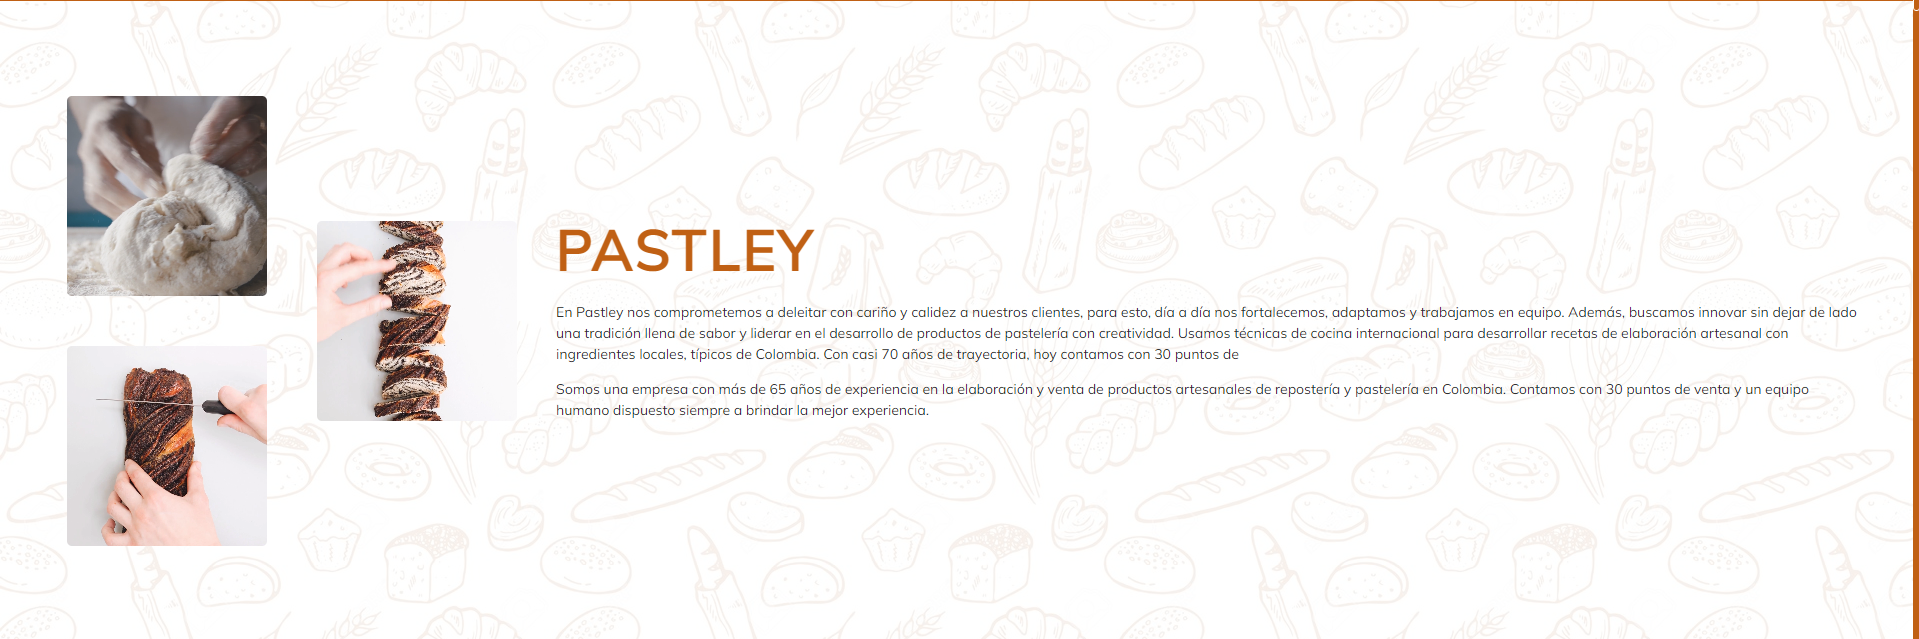 PASTLEY
En Pastley nos comprometemos a deleitar con cariño y calidez a nuestros clientes, para esto, día a día nos fortalecemos, adaptamos y trabajamos en equipo. Además, buscamos innovar sin dejar de lado
una tradición llena de sabor y liderar en el desarrollo de productos de pastelería con creatividad. Usamos técnicas de cocina internacional para desarrollar recetas de elaboración artesanal con
ingredientes locales, típicos de Colombia. Con casi 70 años de trayectoria, hoy contamos con 30 puntos de
Somos una empresa con más de 65 años de experiencia en la elaboración y venta de productos artesanales de repostería y pastelería en Colombia. Contamos con 30 puntos de venta y un equipo
humano dispuesto siempre a brindar la mejor experiencia.